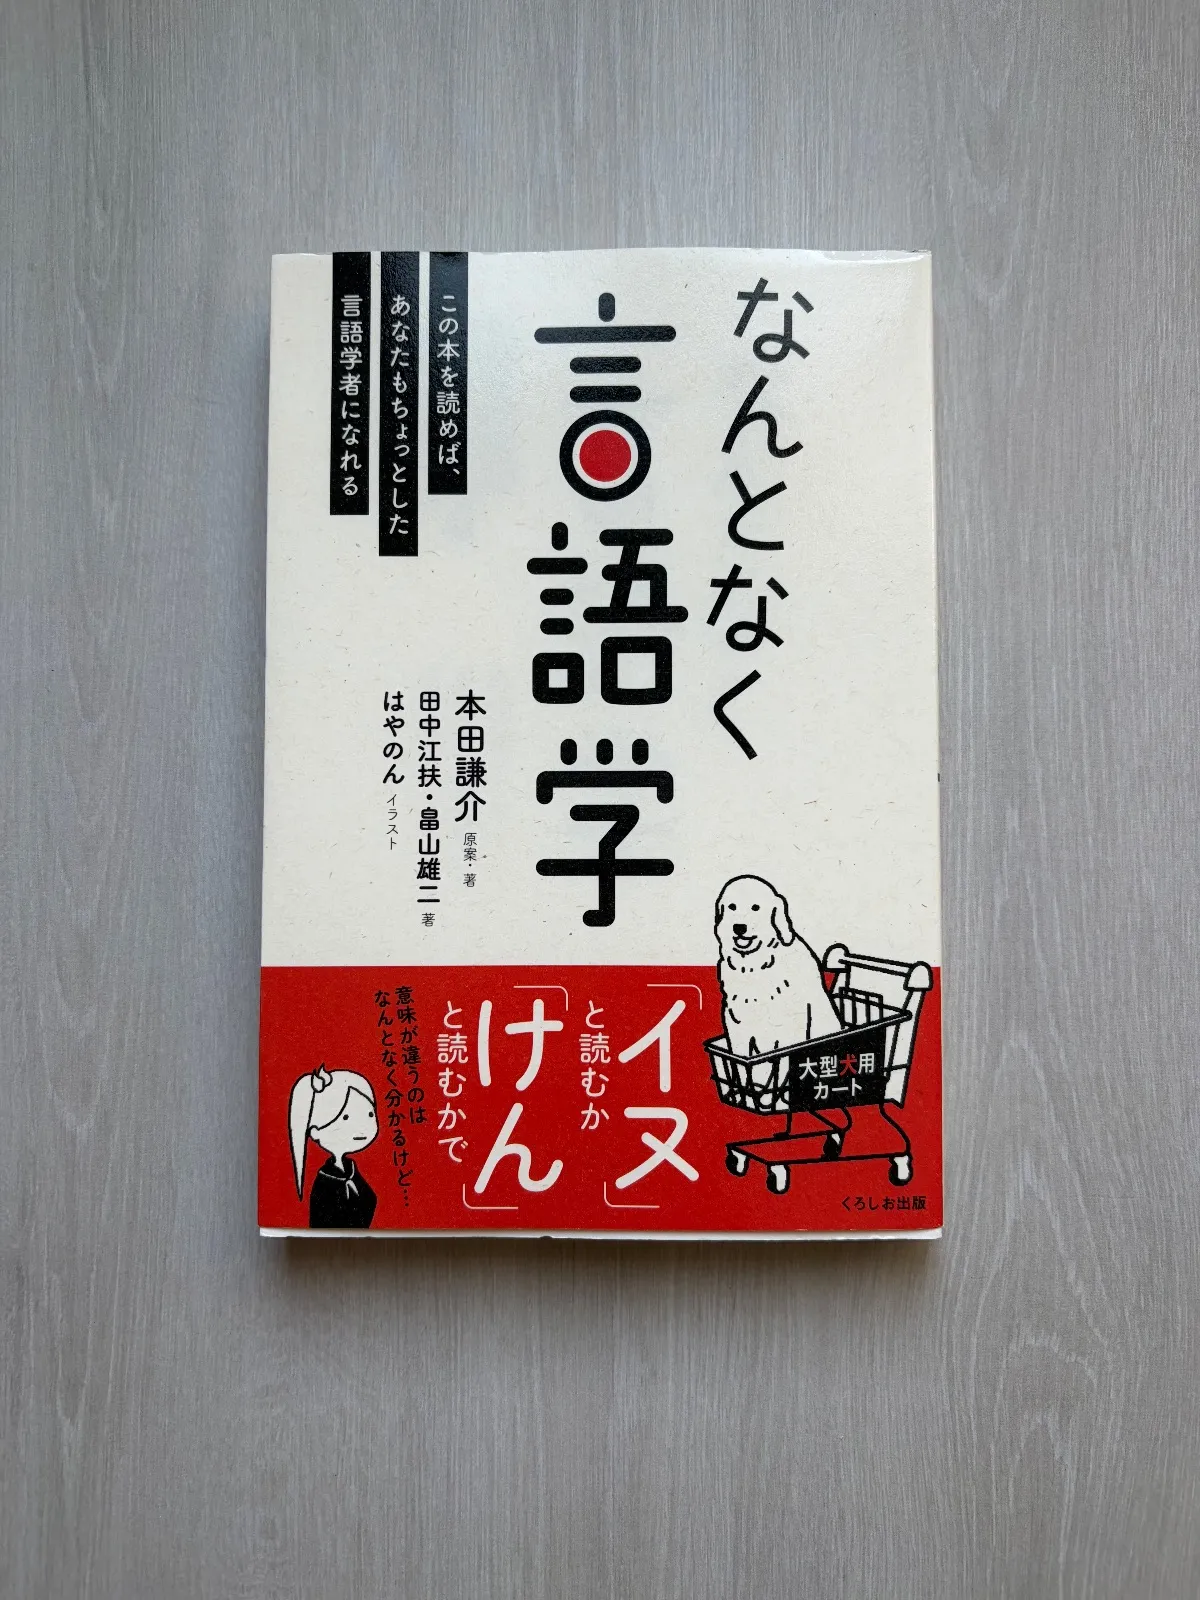 なんとなく
言語学
この本を読めば、
あなたもちょっとした
言語学者になれる
本田謙介 原案・著
田中江扶・畠山雄二 著
はやのん イラスト
大型犬用
カート
「イヌ」
と読むか
「けん」
と読むかで
意味が違うのは
なんとなく分かるけど…
くろしお出版